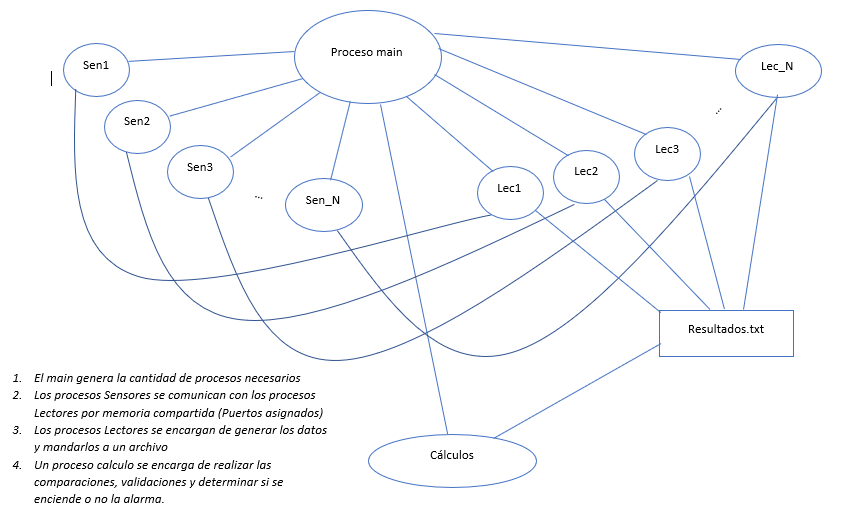 Proceso main
Sen1
Lec_N
Sen2
...
Lec3
Sen3
Lec2
...
Lec1
Sen_N
Resultados.txt
1. El main genera la cantidad de procesos necesarios
2. Los procesos Sensores se comunican con los procesos
Lectores por memoria compartida (Puertos asignados)
3. Los procesos Lectores se encargan de generar los datos
y mandarlos a un archivo
4. Un proceso calculo se encarga de realizar las
comparaciones, validaciones y determinar si se
enciende o no la alarma.
Cálculos